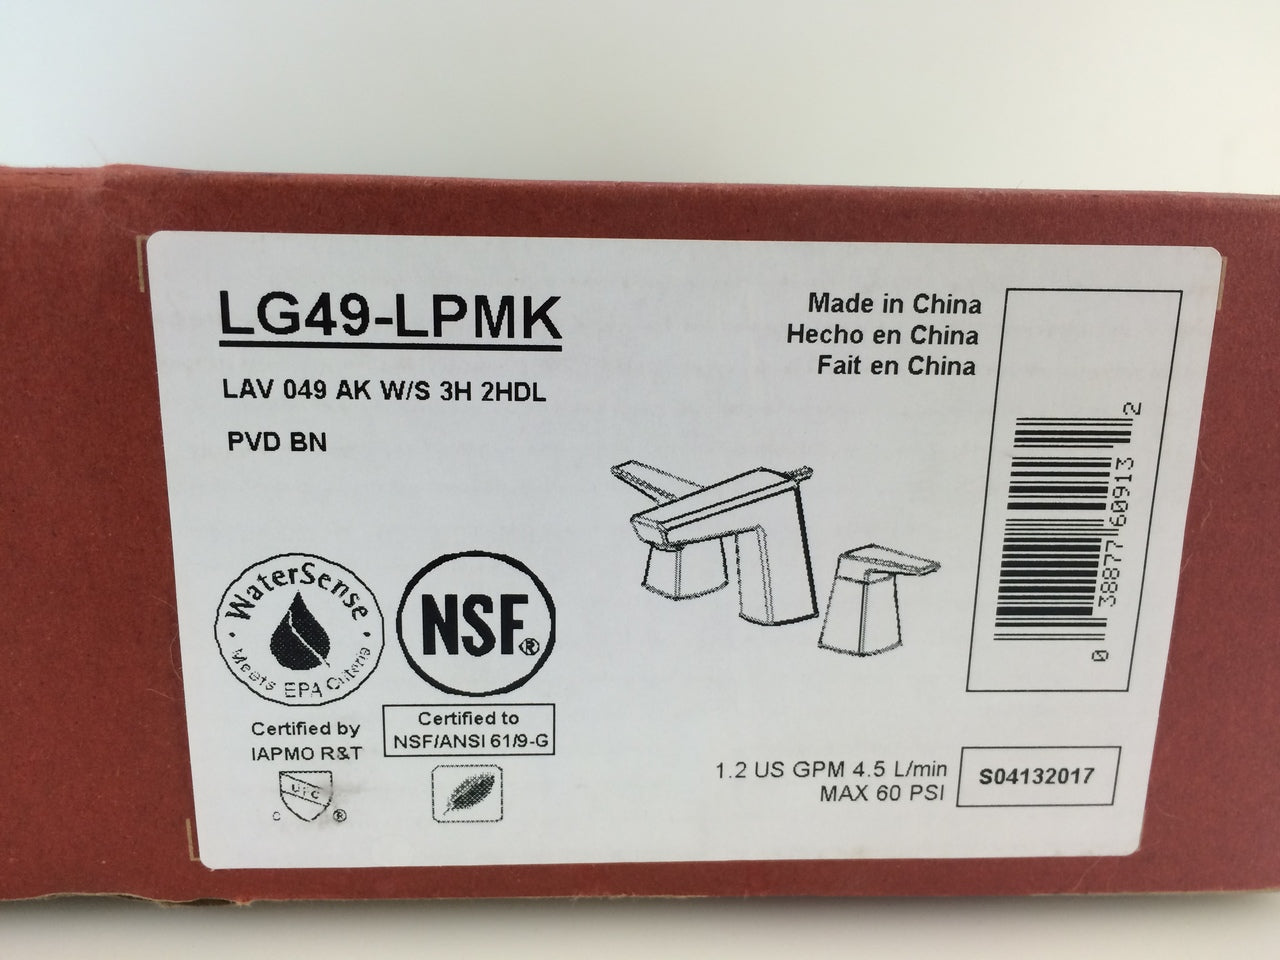 LG49-LPMK
LAV 049 AK W/S 3H 2HDL
PVD BN
Made in China
Hecho en China
Fait en China
0 38877 60913 2
WaterSense
Meets EPA Criteria
Certified by
IAPMO R&T
UPC
C ®
NSF®
Certified to
NSF/ANSI 61/9-G
1.2 US GPM 4.5 L/min
MAX 60 PSI
S04132017